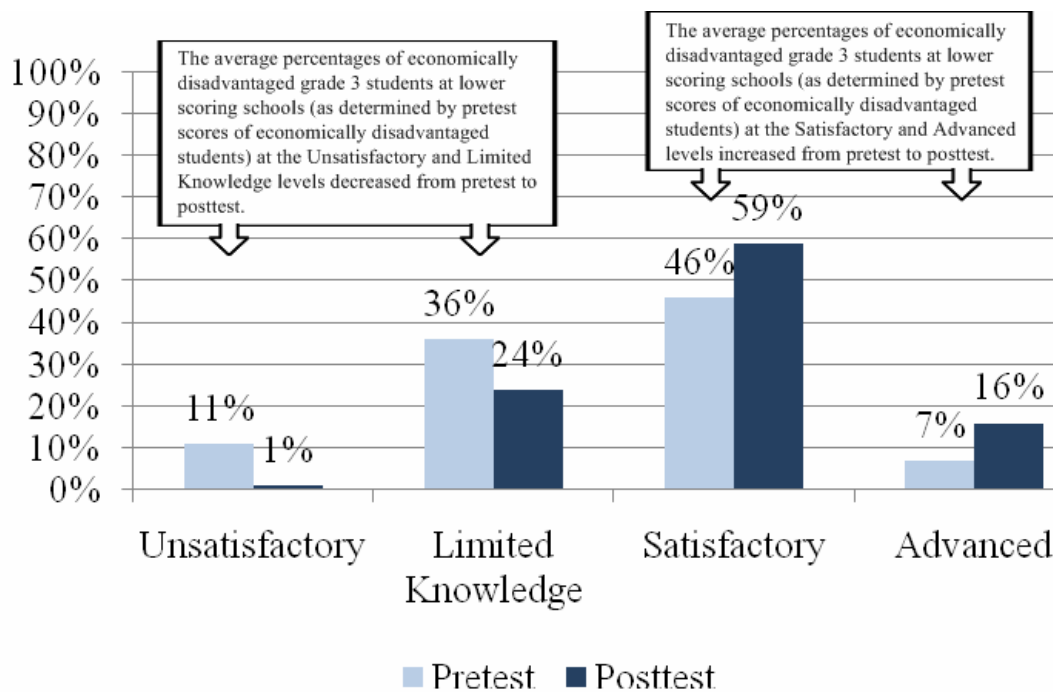 The average percentages of economically
disadvantaged grade 3 students at lower
scoring schools (as determined by pretest
scores of economically disadvantaged
students) at the Unsatisfactory and Limited
Knowledge levels decreased from pretest to
posttest.
The average percentages of economically
disadvantaged grade 3 students at lower
scoring schools (as determined by pretest
scores of economically disadvantaged
students) at the Satisfactory and Advanced
levels increased from pretest to posttest.
100%
90%
80%
70%
60%
50%
40%
30%
20%
10%
0%
11%
1%
36%
24%
46%
59%
7%
16%
Unsatisfactory
Limited
Knowledge
Satisfactory
Advanced
Pretest
Posttest